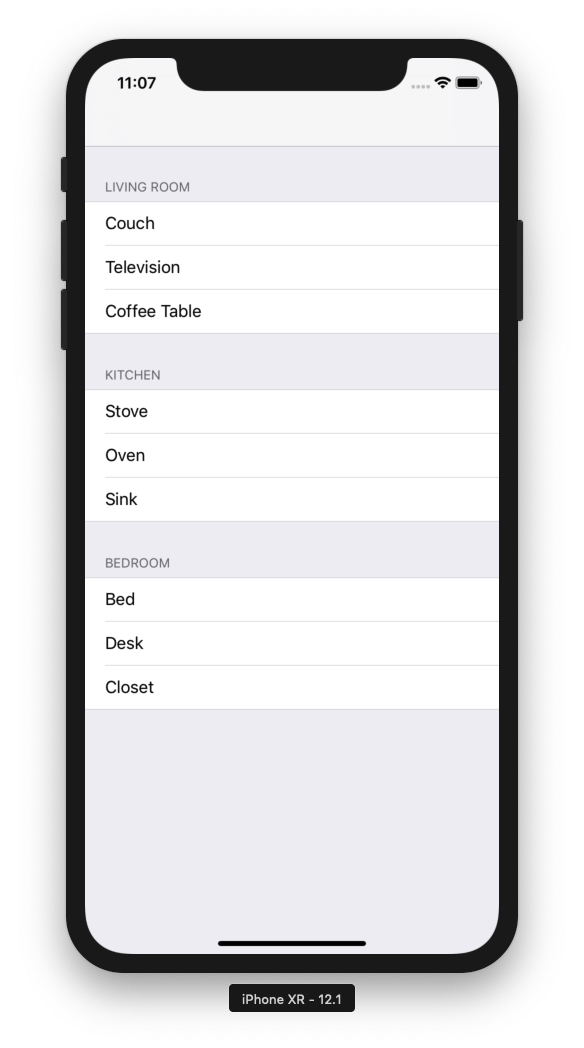 11:07
LIVING ROOM
Couch
Television
Coffee Table
KITCHEN
Stove
Oven
Sink
BEDROOM
Bed
Desk
Closet
iPhone XR - 12.1